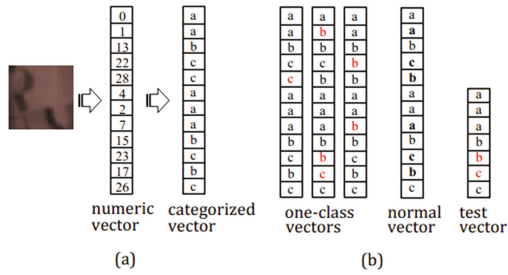 0 a a a a a
1 a a b a a
13 b b b b b
22 c c c b c
28 c c b b b
4 a a a a a a
2 a a a a a a
7 a a a b a a
15 b b b b b b
23 c c b c c b
17 b b c b b c
26 c c c c c c
numeric categorized one-class normal test
vector vector vectors vector vector
(a) (b)